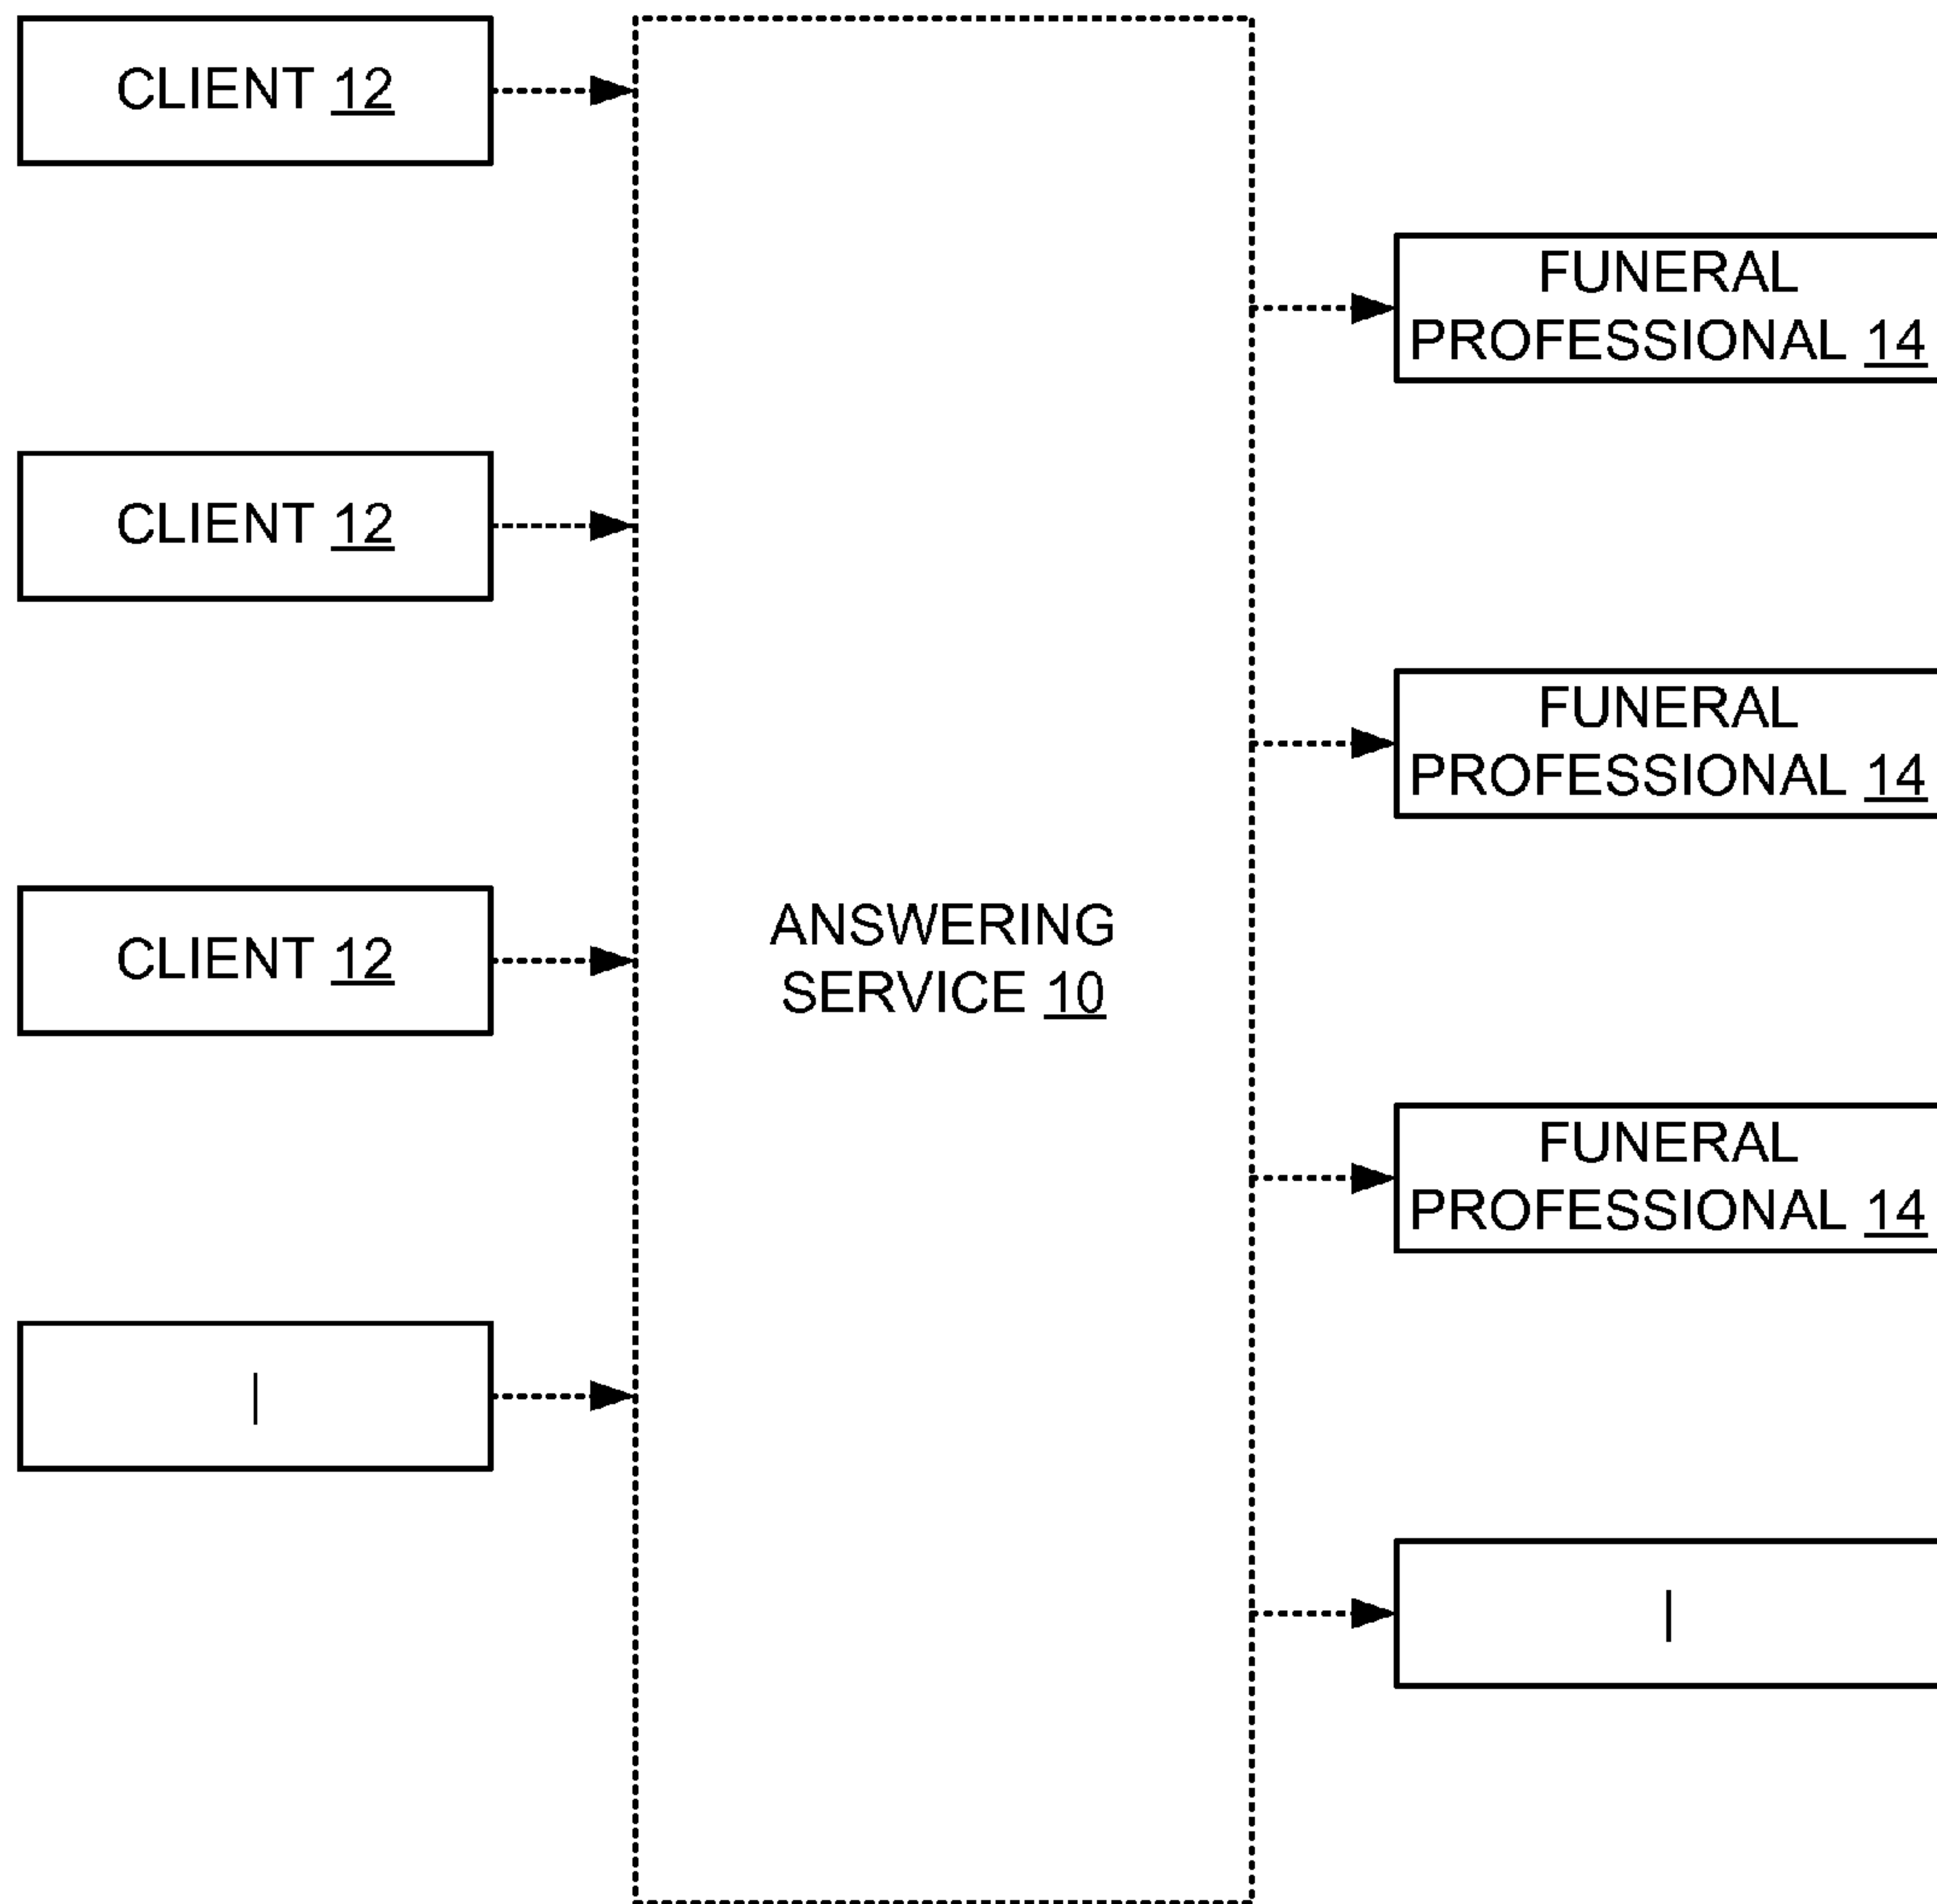 CLIENT 12
CLIENT 12
CLIENT 12
|
ANSWERING
SERVICE 10
FUNERAL
PROFESSIONAL 14
FUNERAL
PROFESSIONAL 14
FUNERAL
PROFESSIONAL 14
|